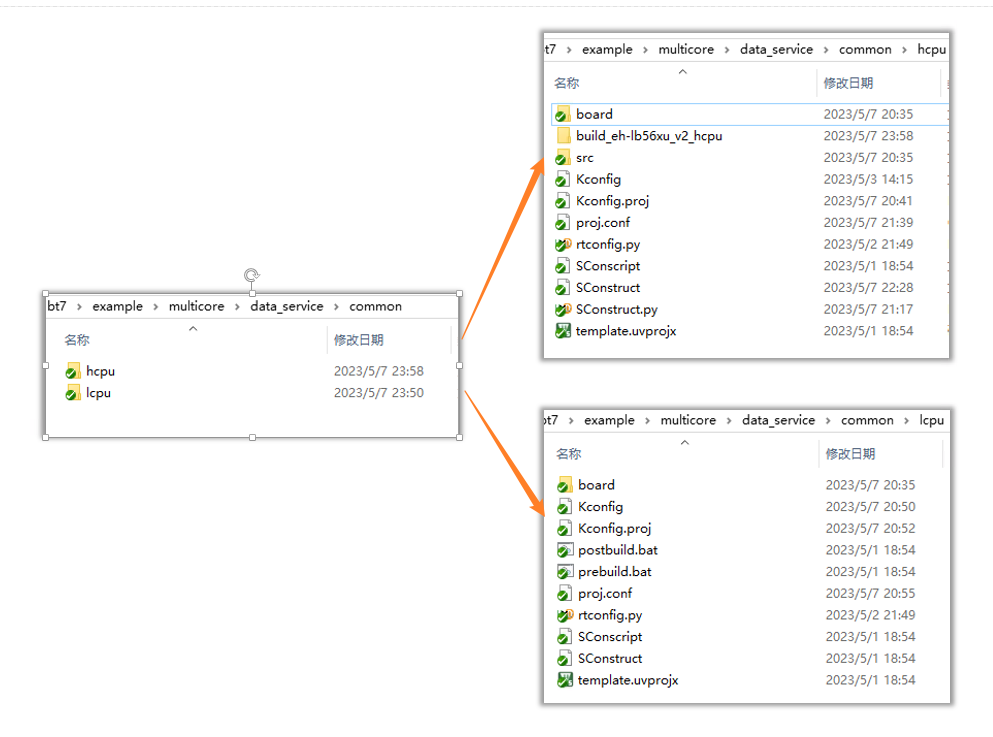 bt7 > example > multicore > data_service > common
名称 修改日期
hcpu 2023/5/7 23:58
lcpu 2023/5/7 23:50
bt7 > example > multicore > data_service > common > hcpu
名称 修改日期
board 2023/5/7 20:35
build_eh-lb56xu_v2_hcpu 2023/5/7 23:58
src 2023/5/7 20:35
Kconfig 2023/5/3 14:15
Kconfig.proj 2023/5/7 20:41
proj.conf 2023/5/7 21:39
rtconfig.py 2023/5/2 21:49
SConscript 2023/5/1 18:54
SConstruct 2023/5/7 22:28
SConstruct.py 2023/5/7 21:17
template.uvprojx 2023/5/1 18:54
bt7 > example > multicore > data_service > common > lcpu
名称 修改日期
board 2023/5/7 20:35
Kconfig 2023/5/7 20:50
Kconfig.proj 2023/5/7 20:52
postbuild.bat 2023/5/1 18:54
prebuild.bat 2023/5/1 18:54
proj.conf 2023/5/7 20:55
rtconfig.py 2023/5/2 21:49
SConscript 2023/5/1 18:54
SConstruct 2023/5/1 18:54
template.uvprojx 2023/5/1 18:54